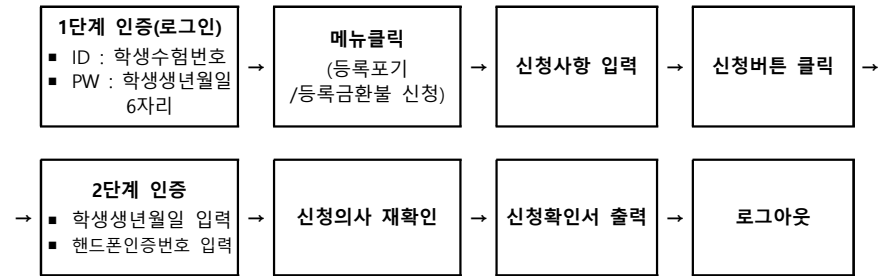 1단계 인증(로그인)
▪ ID : 학생수험번호
▪ PW : 학생생년월일
6자리
→
메뉴클릭
(등록포기
/등록금환불 신청)
→
신청사항 입력
→
신청버튼 클릭
→
→
2단계 인증
▪ 학생생년월일 입력
▪ 핸드폰인증번호 입력
→
신청의사 재확인
→
신청확인서 출력
→
로그아웃